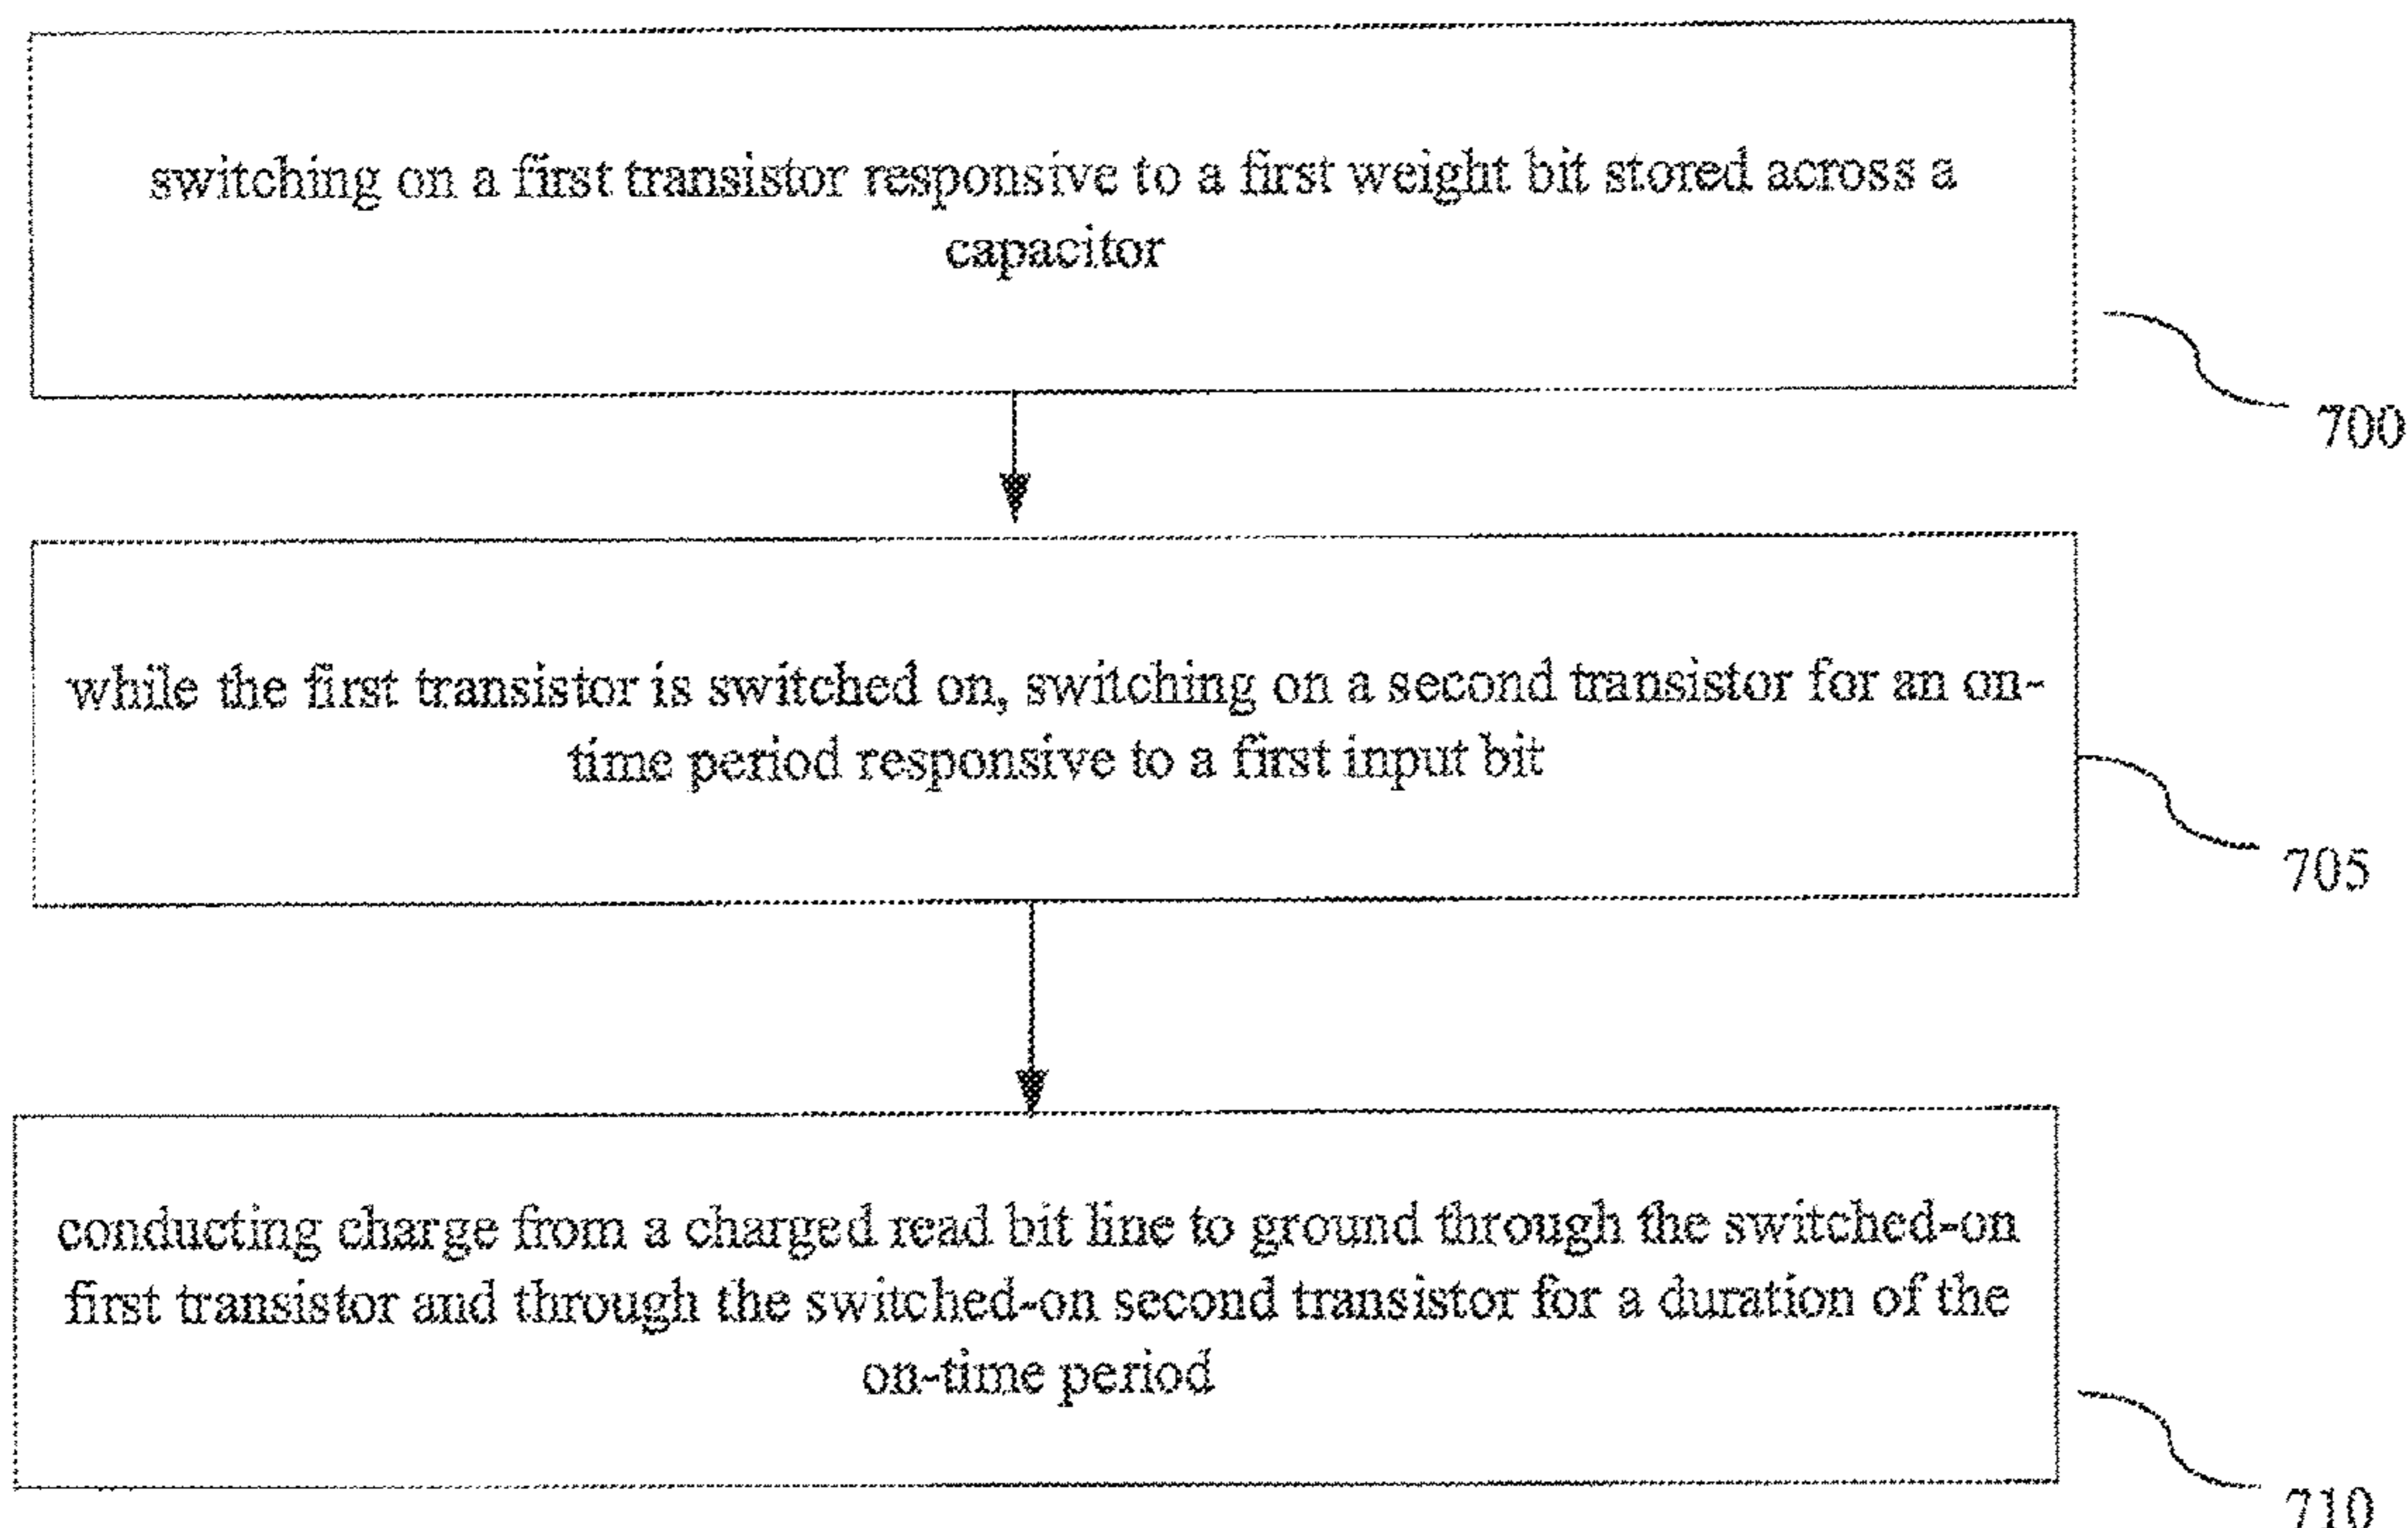 switching on a first transistor responsive to a first weight bit stored across a
capacitor
700
while the first transistor is switched on, switching on a second transistor for an on-
time period responsive to a first input bit
705
conducting charge from a charged read bit line to ground through the switched-on
first transistor and through the switched-on second transistor for a duration of the
on-time period
710